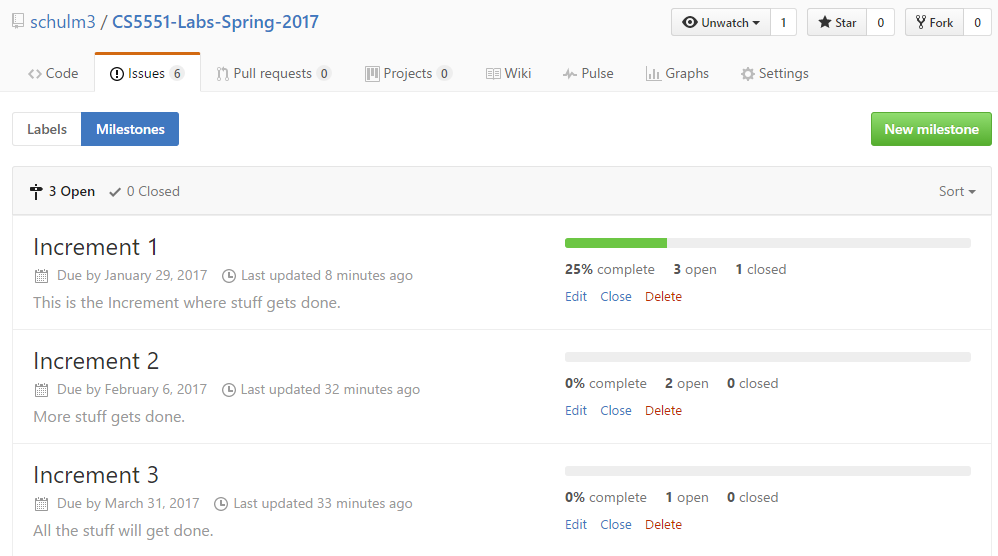 schulm3 / CS5551-Labs-Spring-2017
Unwatch 1 Star 0 Fork 0
Code Issues 6 Pull requests 0 Projects 0 Wiki Pulse Graphs Settings
Labels Milestones New milestone
3 Open 0 Closed Sort
Increment 1
Due by January 29, 2017 Last updated 8 minutes ago
This is the Increment where stuff gets done.
25% complete 3 open 1 closed
Edit Close Delete
Increment 2
Due by February 6, 2017 Last updated 32 minutes ago
More stuff gets done.
0% complete 2 open 0 closed
Edit Close Delete
Increment 3
Due by March 31, 2017 Last updated 33 minutes ago
All the stuff will get done.
0% complete 1 open 0 closed
Edit Close Delete